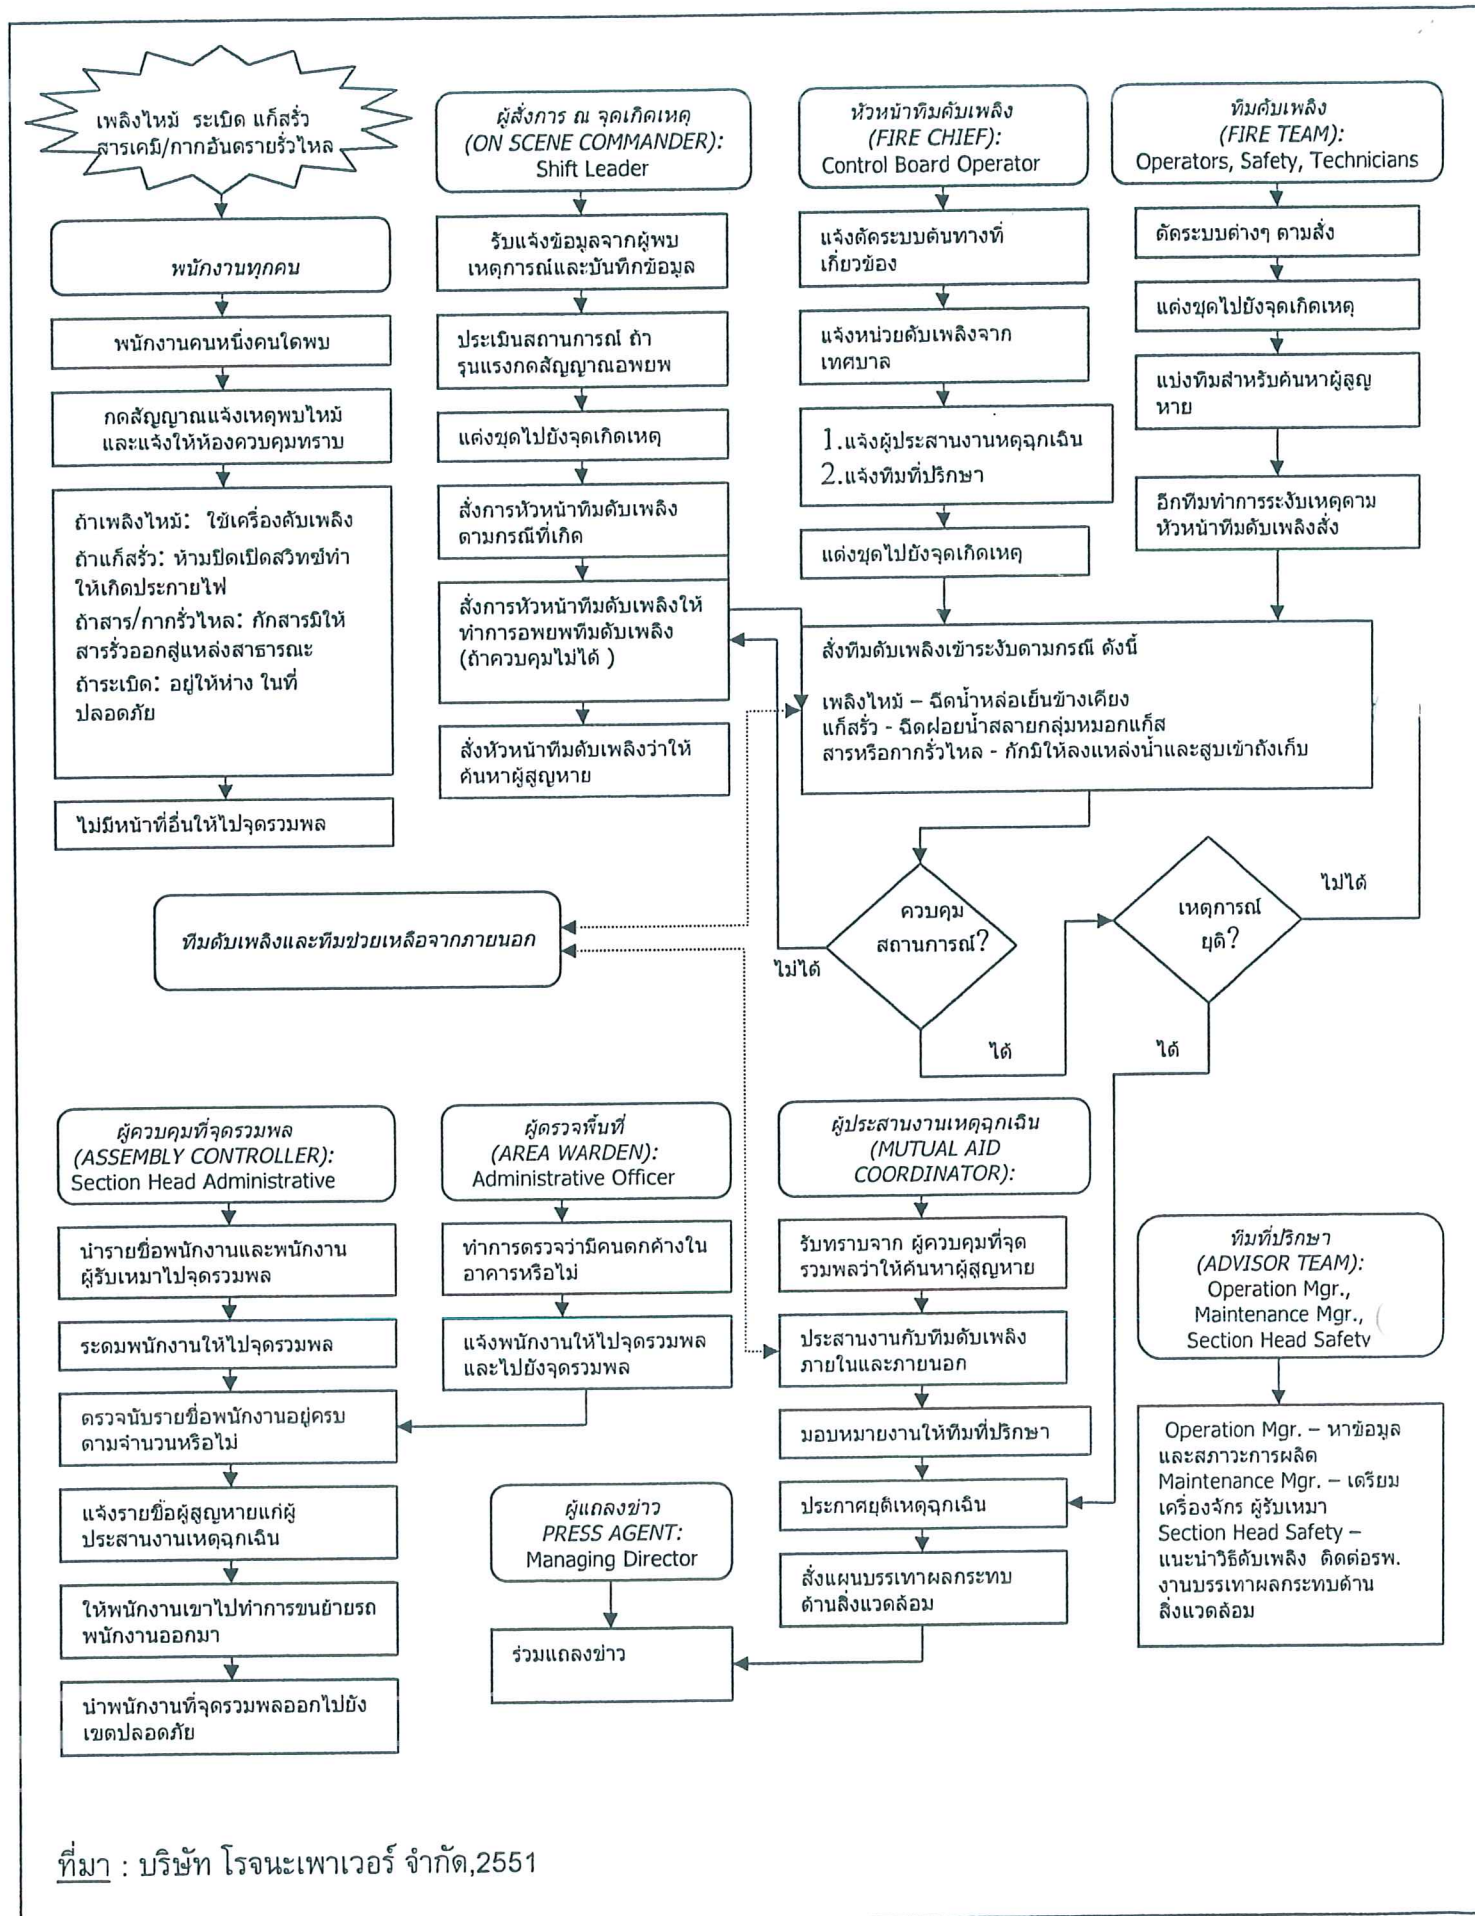 เพลิงไหม้ ระเบิด แก็สรั่ว
สารเคมี/กากอันตรายรั่วไหล
พนักงานทุกคน
พนักงานคนหนึ่งคนใดพบ
กดสัญญาณแจ้งเหตุพบไหม้
และแจ้งให้ห้องควบคุมทราบ
ถ้าเพลิงไหม้: ใช้เครื่องดับเพลิง
ถ้าแก็สรั่ว: ห้ามปิดเปิดสวิทช์ทำ
ให้เกิดประกายไฟ
ถ้าสาร/กากรั่วไหล: กักสารมิให้
สารรั่วออกสู่แหล่งสาธารณะ
ถ้าระเบิด: อยู่ให้ห่าง ในที่
ปลอดภัย
ไม่มีหน้าที่อื่นให้ไปจุดรวมพล
ผู้สั่งการ ณ จุดเกิดเหตุ
(ON SCENE COMMANDER):
Shift Leader
รับแจ้งข้อมูลจากผู้พบ
เหตุการณ์และบันทึกข้อมูล
ประเมินสถานการณ์ ถ้า
รุนแรงกดสัญญาณอพยพ
แต่งชุดไปยังจุดเกิดเหตุ
สั่งการหัวหน้าทีมดับเพลิง
ตามกรณีที่เกิด
สั่งการหัวหน้าทีมดับเพลิงให้
ทำการอพยพทีมดับเพลิง
(ถ้าควบคุมไม่ได้ )
สั่งหัวหน้าทีมดับเพลิงว่าให้
ค้นหาผู้สูญหาย
หัวหน้าทีมดับเพลิง
(FIRE CHIEF):
Control Board Operator
แจ้งตัดระบบต้นทางที่
เกี่ยวข้อง
แจ้งหน่วยดับเพลิงจาก
เทศบาล
1.แจ้งผู้ประสานงานหตุฉุกเฉิน
2.แจ้งทีมที่ปรึกษา
แต่งชุดไปยังจุดเกิดเหตุ
ทีมดับเพลิง
(FIRE TEAM):
Operators, Safety, Technicians
ตัดระบบต่างๆ ตามสั่ง
แต่งชุดไปยังจุดเกิดเหตุ
แบ่งทีมสำหรับค้นหาผู้สูญ
หาย
อีกทีมทำการระงับเหตุตาม
หัวหน้าทีมดับเพลิงสั่ง
สั่งทีมดับเพลิงเข้าระงับตามกรณี ดังนี้
เพลิงไหม้ – ฉีดน้ำหล่อเย็นข้างเคียง
แก็สรั่ว - ฉีดฝอยน้ำสลายกลุ่มหมอกแก็ส
สารหรือกากรั่วไหล - กักมิให้ลงแหล่งน้ำและสูบเข้าถังเก็บ
ควบคุม
สถานการณ์?
ไม่ได้
ได้
เหตุการณ์
ยุติ?
ไม่ได้
ได้
ทีมดับเพลิงและทีมช่วยเหลือจากภายนอก
ผู้ควบคุมที่จุดรวมพล
(ASSEMBLY CONTROLLER):
Section Head Administrative
นำรายชื่อพนักงานและพนักงาน
ผู้รับเหมาไปจุดรวมพล
ระดมพนักงานให้ไปจุดรวมพล
ตรวจนับรายชื่อพนักงานอยู่ครบ
ตามจำนวนหรือไม่
แจ้งรายชื่อผู้สูญหายแก่ผู้
ประสานงานเหตุฉุกเฉิน
ให้พนักงานเขาไปทำการขนย้ายรถ
พนักงานออกมา
นำพนักงานที่จุดรวมพลออกไปยัง
เขตปลอดภัย
ผู้ตรวจพื้นที่
(AREA WARDEN):
Administrative Officer
ทำการตรวจว่ามีคนตกค้างใน
อาคารหรือไม่
แจ้งพนักงานให้ไปจุดรวมพล
และไปยังจุดรวมพล
ผู้แถลงข่าว
PRESS AGENT:
Managing Director
ร่วมแถลงข่าว
ผู้ประสานงานเหตุฉุกเฉิน
(MUTUAL AID
COORDINATOR):
รับทราบจาก ผู้ควบคุมที่จุด
รวมพลว่าให้ค้นหาผู้สูญหาย
ประสานงานกับทีมดับเพลิง
ภายในและภายนอก
มอบหมายงานให้ทีมที่ปรึกษา
ประกาศยุติเหตุฉุกเฉิน
สั่งแผนบรรเทาผลกระทบ
ด้านสิ่งแวดล้อม
ทีมที่ปรึกษา
(ADVISOR TEAM):
Operation Mgr.,
Maintenance Mgr.,
Section Head Safety
Operation Mgr. – หาข้อมูล
และสภาวะการผลิต
Maintenance Mgr. – เตรียม
เครื่องจักร ผู้รับเหมา
Section Head Safety –
แนะนำวิธีดับเพลิง ติดต่อรพ.
งานบรรเทาผลกระทบด้าน
สิ่งแวดล้อม
ที่มา : บริษัท โรจนะเพาเวอร์ จำกัด,2551